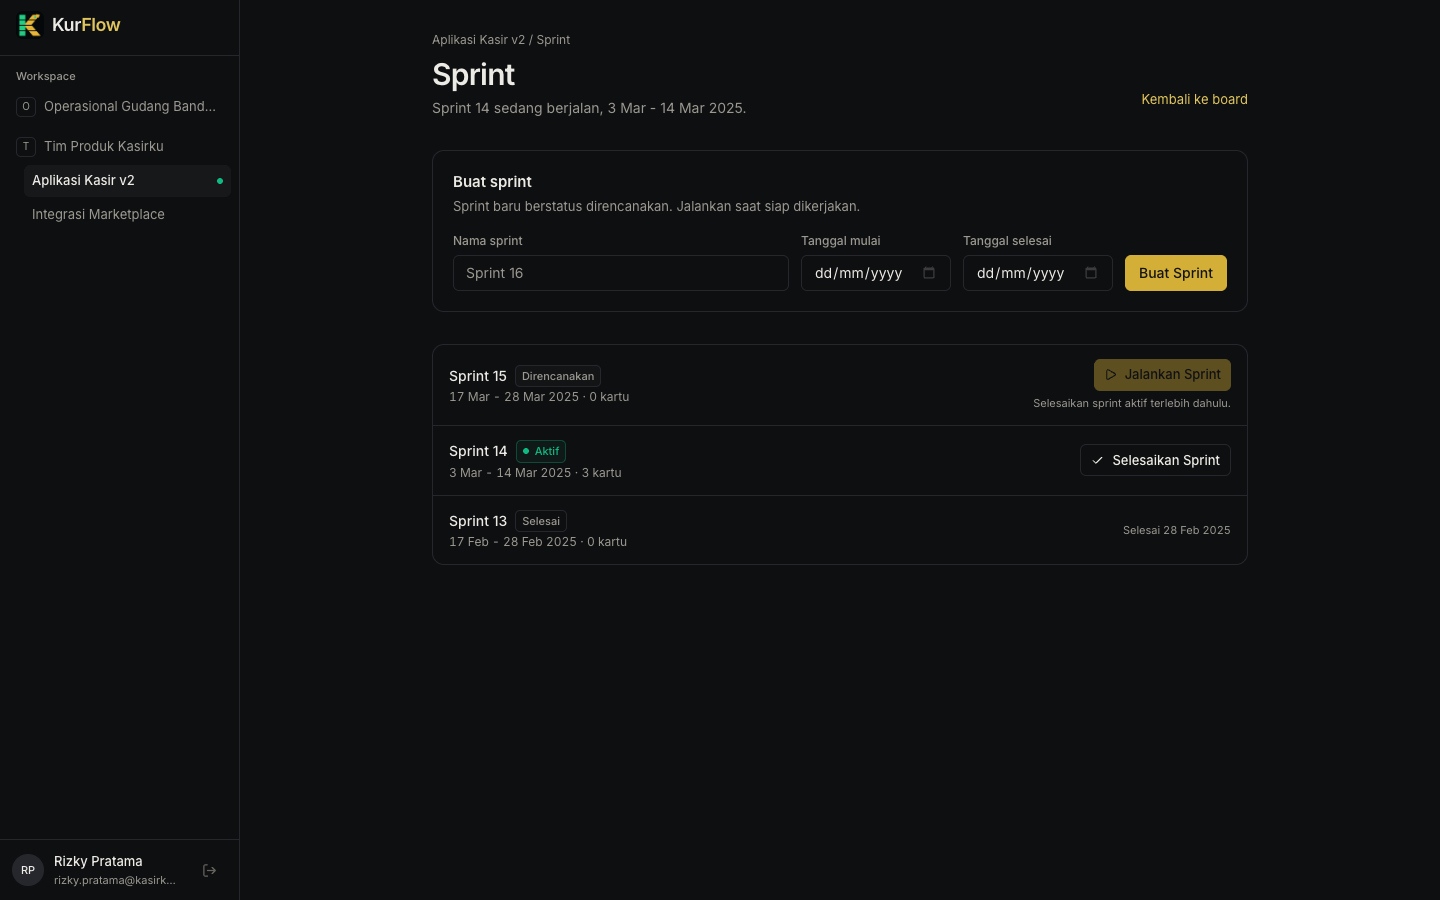 KurFlow
Workspace
O Operasional Gudang Band...
T Tim Produk Kasirku
Aplikasi Kasir v2
Integrasi Marketplace
Aplikasi Kasir v2 / Sprint
Sprint
Sprint 14 sedang berjalan, 3 Mar - 14 Mar 2025.
Kembali ke board
Buat sprint
Sprint baru berstatus direncanakan. Jalankan saat siap dikerjakan.
Nama sprint Tanggal mulai Tanggal selesai
Sprint 16 dd/mm/yyyy dd/mm/yyyy Buat Sprint
Sprint 15 Direncanakan
17 Mar - 28 Mar 2025 · 0 kartu
Jalankan Sprint
Selesaikan sprint aktif terlebih dahulu.
Sprint 14 Aktif
3 Mar - 14 Mar 2025 · 3 kartu
Selesaikan Sprint
Sprint 13 Selesai
17 Feb - 28 Feb 2025 · 0 kartu
Selesai 28 Feb 2025
RP Rizky Pratama
rizky.pratama@kasirk...